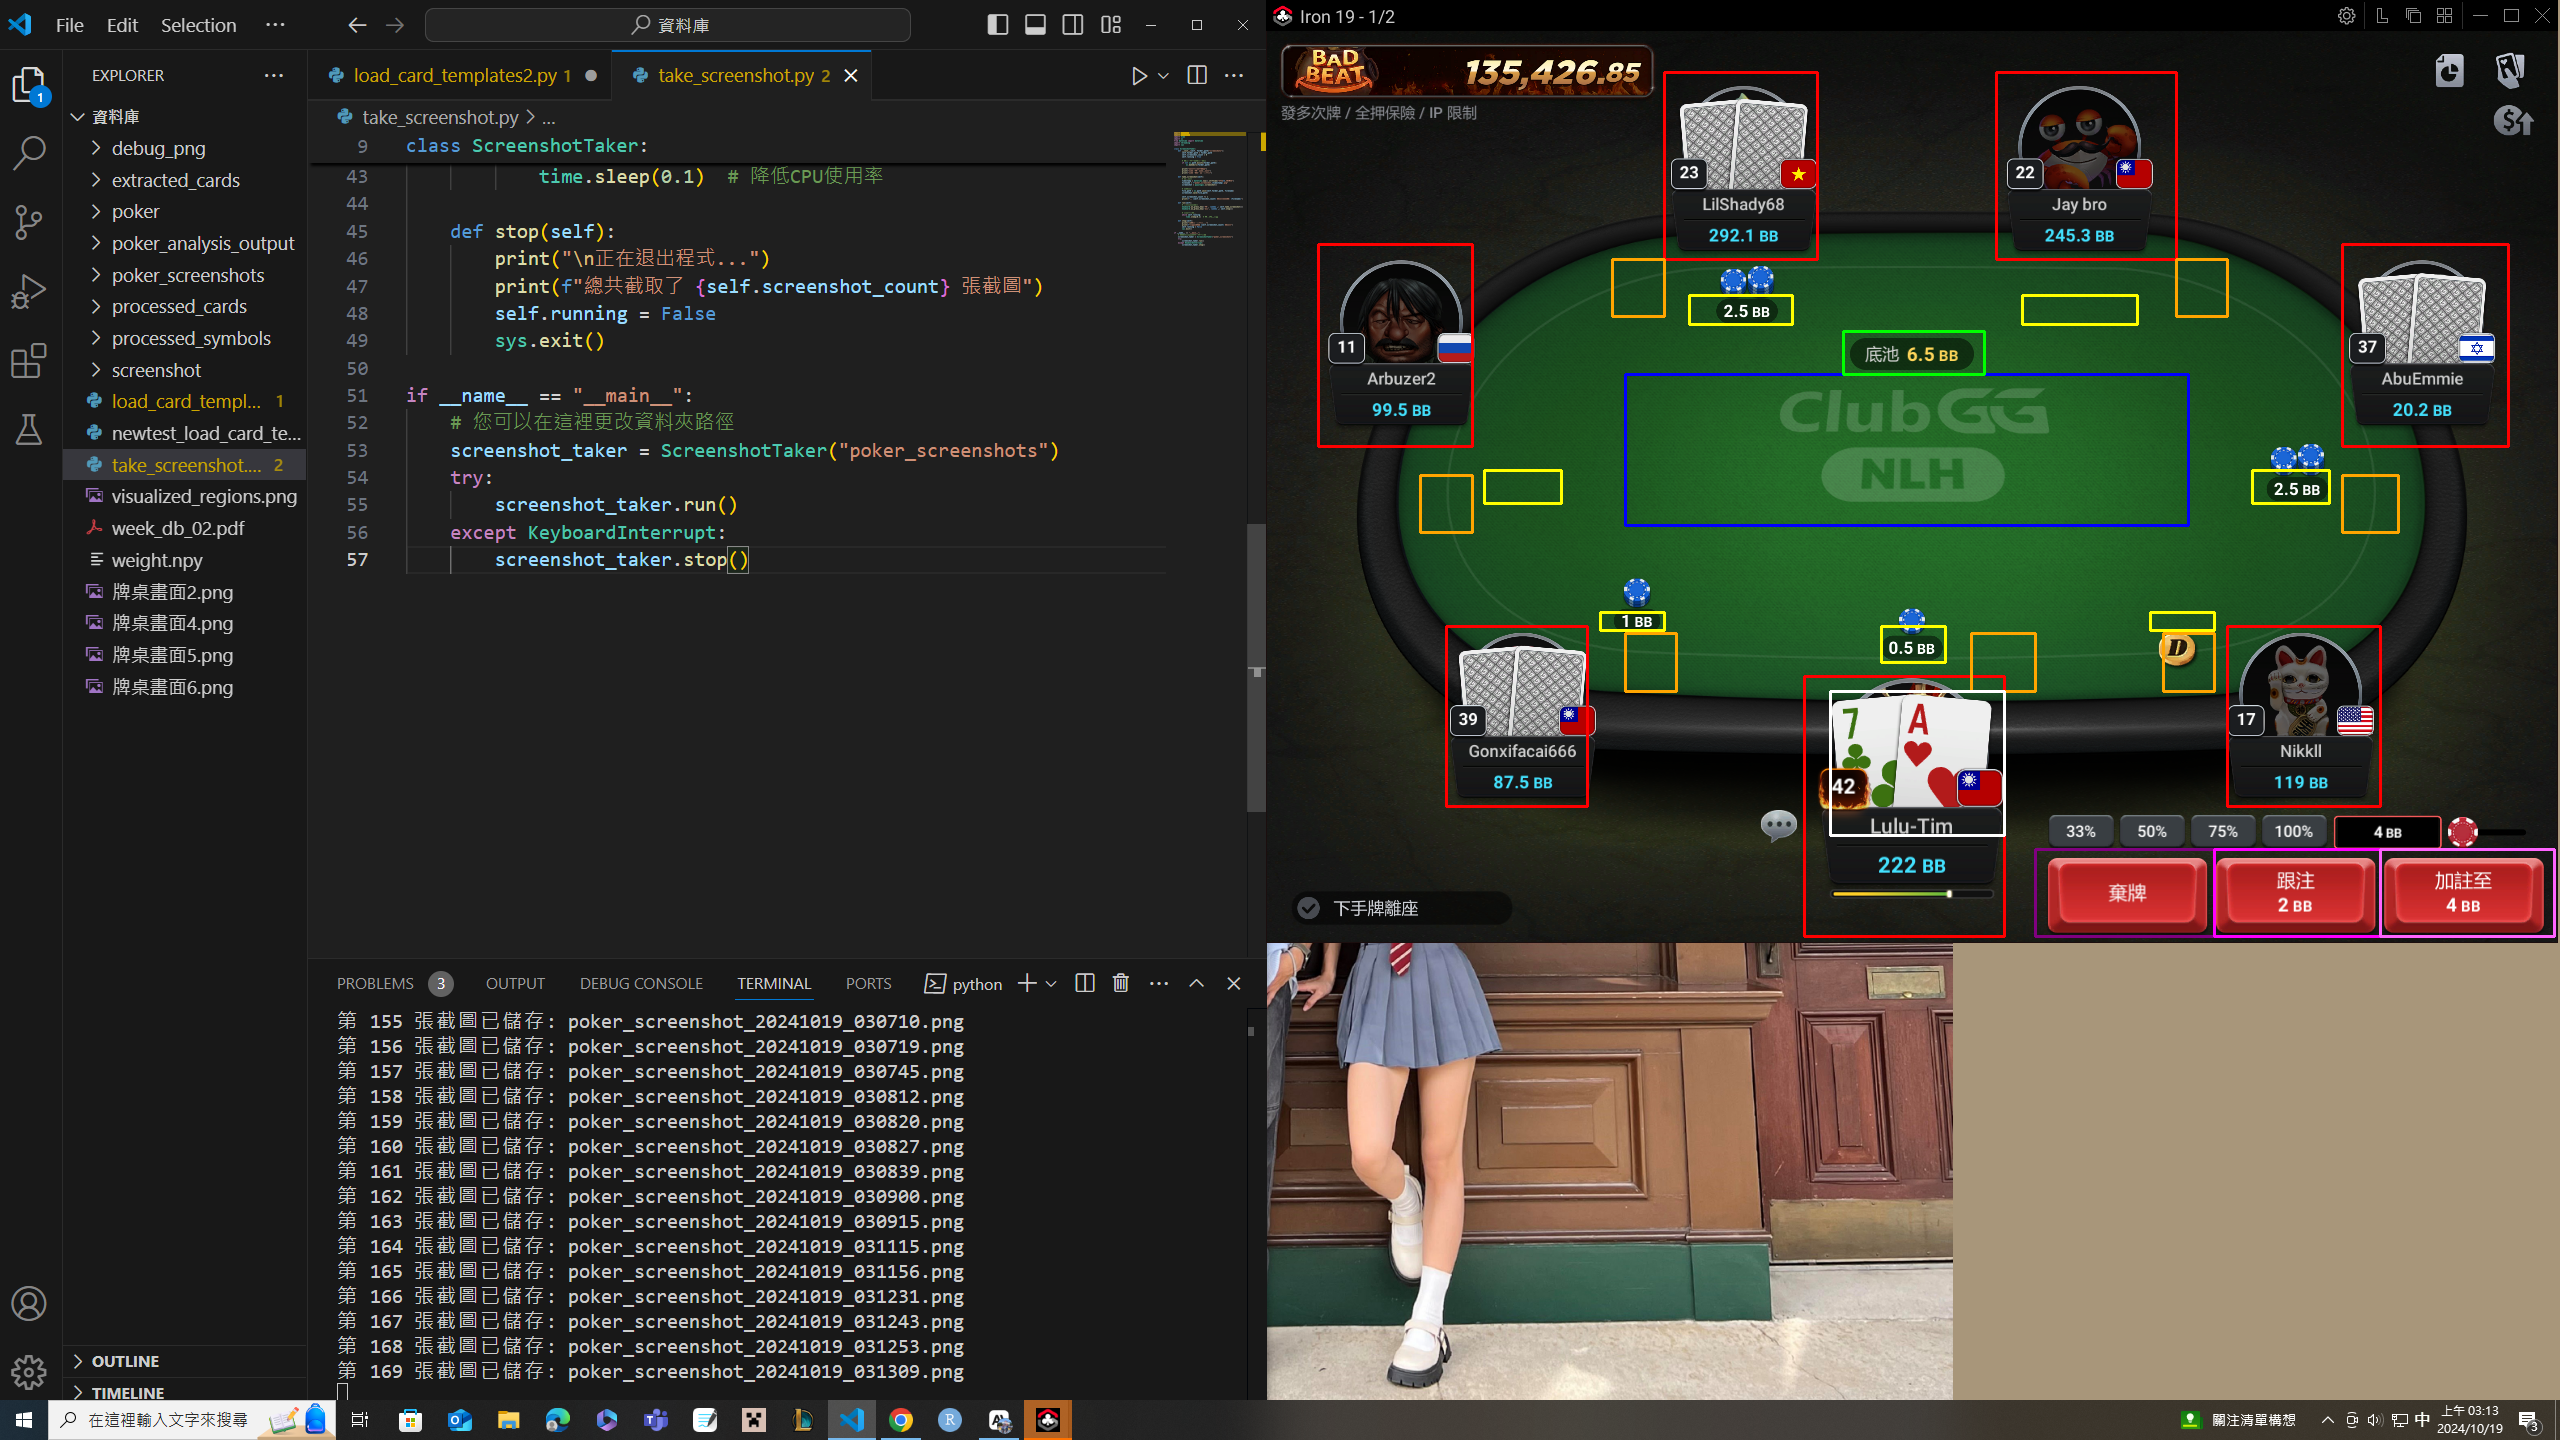 File
Edit
Selection
資料庫
EXPLORER
資料庫
debug_png
extracted_cards
poker
poker_analysis_output
poker_screenshots
processed_cards
processed_symbols
screenshot
load_card_templ... 1
newtest_load_card_te...
take_screenshot.... 2
visualized_regions.png
week_db_02.pdf
weight.npy
牌桌畫面2.png
牌桌畫面4.png
牌桌畫面5.png
牌桌畫面6.png
OUTLINE
TIMELINE
1
load_card_templates2.py 1
take_screenshot.py 2
take_screenshot.py > ...
9 class ScreenshotTaker:
43 time.sleep(0.1) # 降低CPU使用率
44
45 def stop(self):
46 print("\n正在退出程式...")
47 print(f"總共截取了 {self.screenshot_count} 張截圖")
48 self.running = False
49 sys.exit()
50
51 if __name__ == "__main__":
52 # 您可以在這裡更改資料夾路徑
53 screenshot_taker = ScreenshotTaker("poker_screenshots")
54 try:
55 screenshot_taker.run()
56 except KeyboardInterrupt:
57 screenshot_taker.stop()
PROBLEMS 3
OUTPUT
DEBUG CONSOLE
TERMINAL
PORTS
python
第 155 張截圖已儲存: poker_screenshot_20241019_030710.png
第 156 張截圖已儲存: poker_screenshot_20241019_030719.png
第 157 張截圖已儲存: poker_screenshot_20241019_030745.png
第 158 張截圖已儲存: poker_screenshot_20241019_030812.png
第 159 張截圖已儲存: poker_screenshot_20241019_030820.png
第 160 張截圖已儲存: poker_screenshot_20241019_030827.png
第 161 張截圖已儲存: poker_screenshot_20241019_030839.png
第 162 張截圖已儲存: poker_screenshot_20241019_030900.png
第 163 張截圖已儲存: poker_screenshot_20241019_030915.png
第 164 張截圖已儲存: poker_screenshot_20241019_031115.png
第 165 張截圖已儲存: poker_screenshot_20241019_031156.png
第 166 張截圖已儲存: poker_screenshot_20241019_031231.png
第 167 張截圖已儲存: poker_screenshot_20241019_031243.png
第 168 張截圖已儲存: poker_screenshot_20241019_031253.png
第 169 張截圖已儲存: poker_screenshot_20241019_031309.png
Iron 19 - 1/2
BAD BEAT 135,426.85
發多次牌 / 全押保險 / IP 限制
23
LilShady68
292.1 BB
22
Jay bro
245.3 BB
11
Arbuzer2
99.5 BB
37
AbuEmmie
20.2 BB
2.5 BB
底池 6.5 BB
ClubGG
NLH
2.5 BB
1 BB
0.5 BB
D
39
Gonxifacai666
87.5 BB
7
A
42
Lulu-Tim
222 BB
17
Nikkll
119 BB
33%
50%
75%
100%
4 BB
棄牌
跟注
2 BB
加註至
4 BB
下手牌離座
在這裡輸入文字來搜尋
關注清單構想
中
上午 03:13
2024/10/19
3